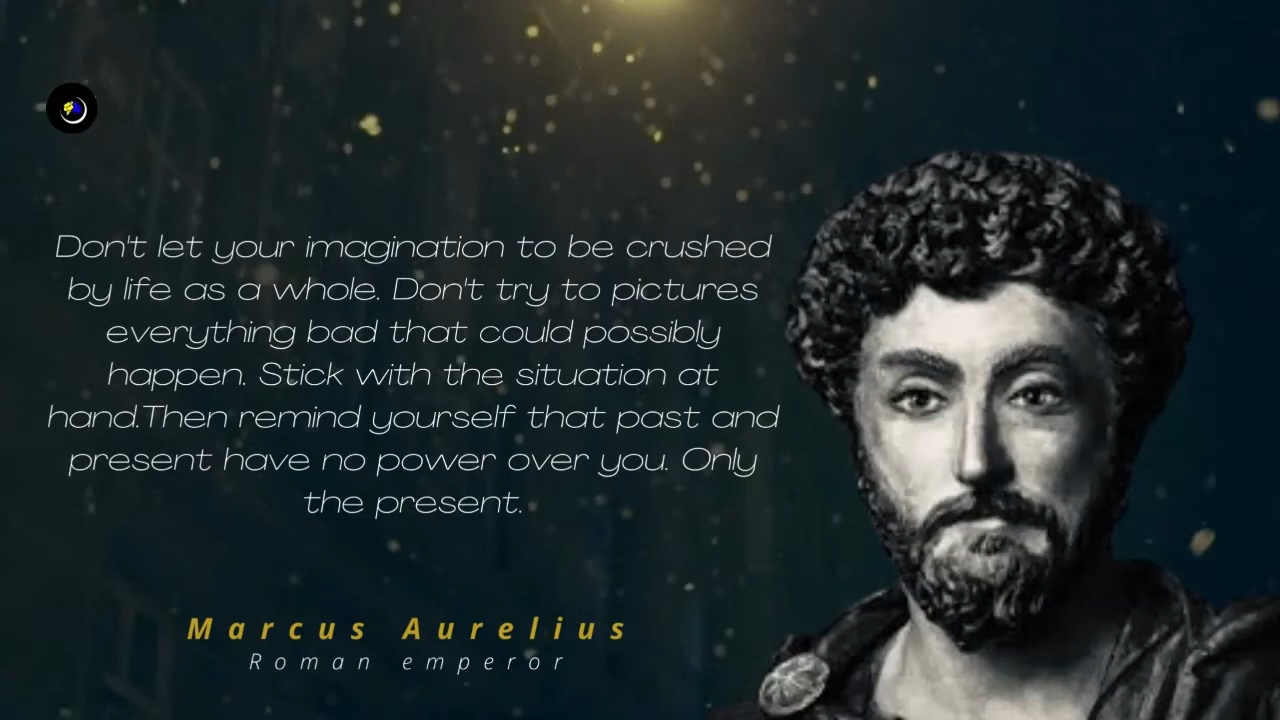 Don't let your imagination to be crushed
by life as a whole. Don't try to pictures
everything bad that could possibly
happen. Stick with the situation at
hand.Then remind yourself that past and
present have no power over you. Only
the present.
Marcus Aurelius
Roman emperor